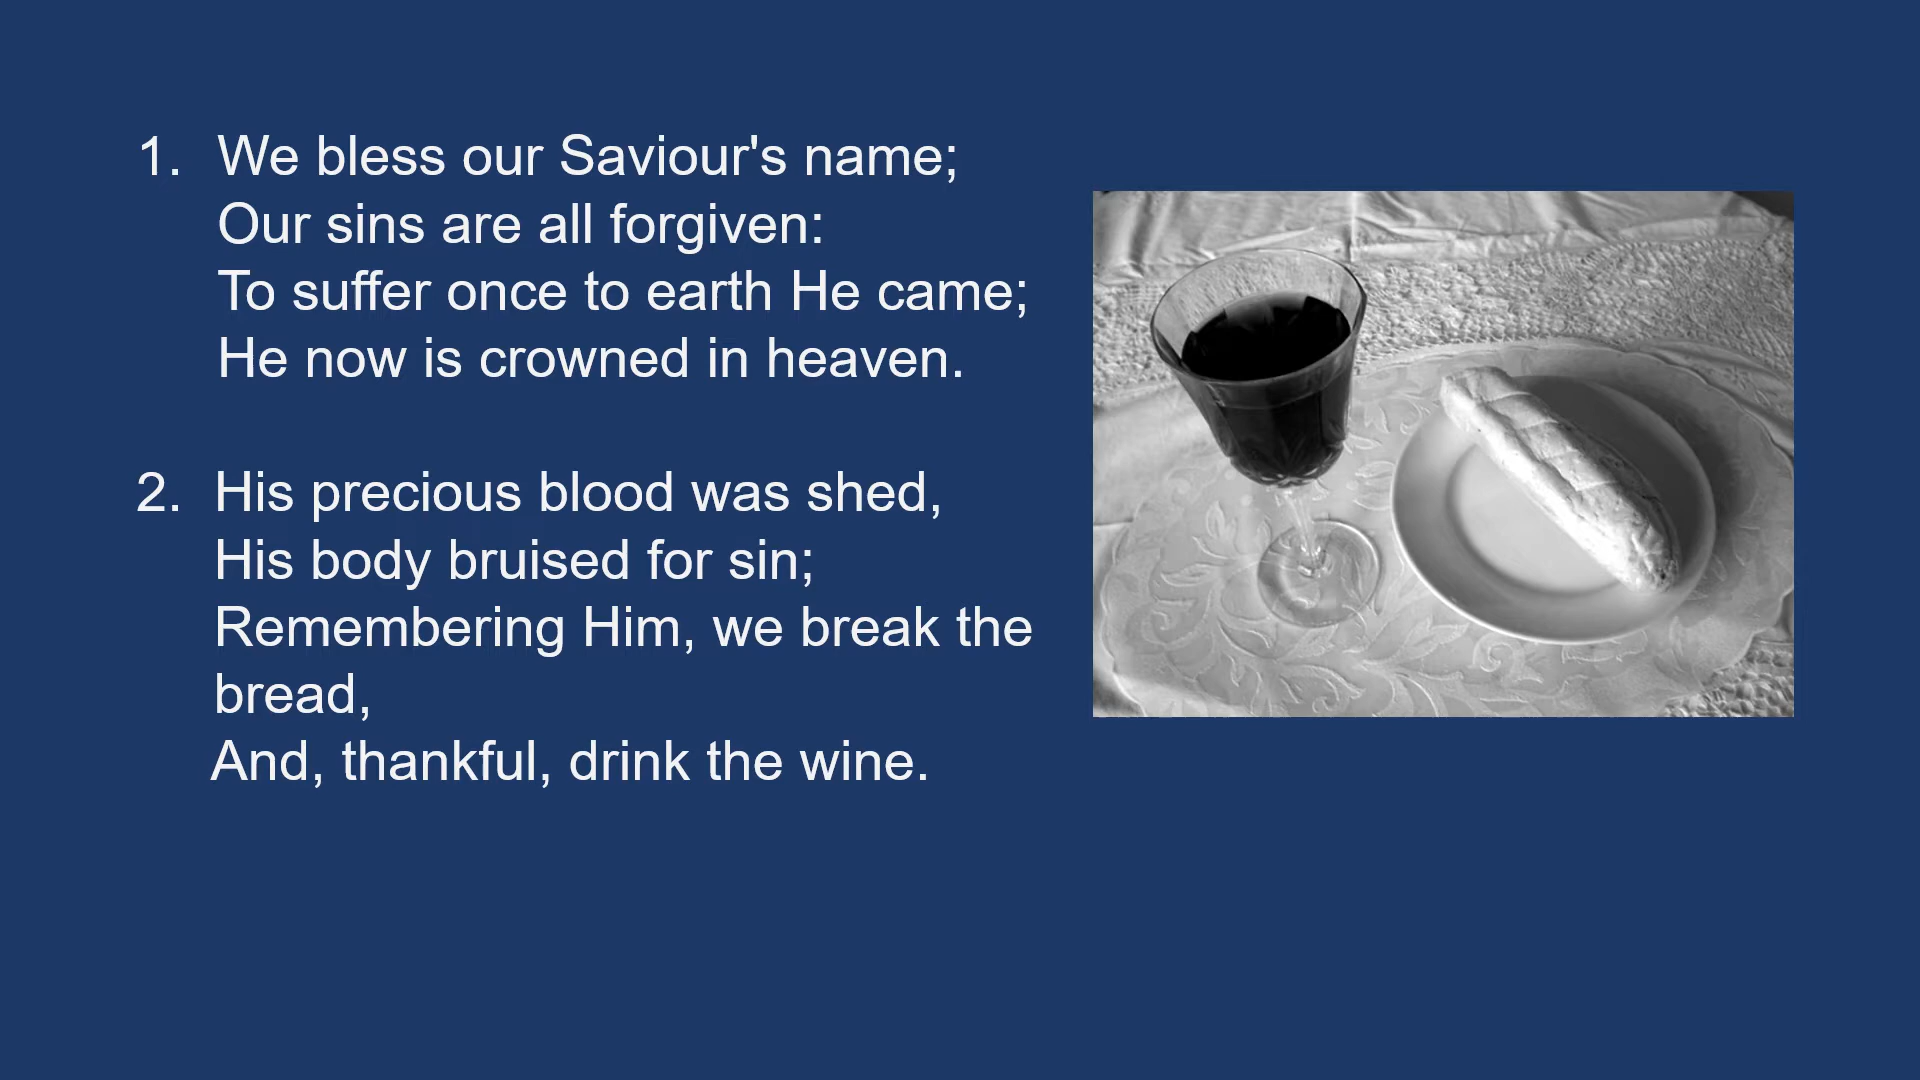 1. We bless our Saviour's name;
Our sins are all forgiven:
To suffer once to earth He came;
He now is crowned in heaven.
2. His precious blood was shed,
His body bruised for sin;
Remembering Him, we break the
bread,
And, thankful, drink the wine.